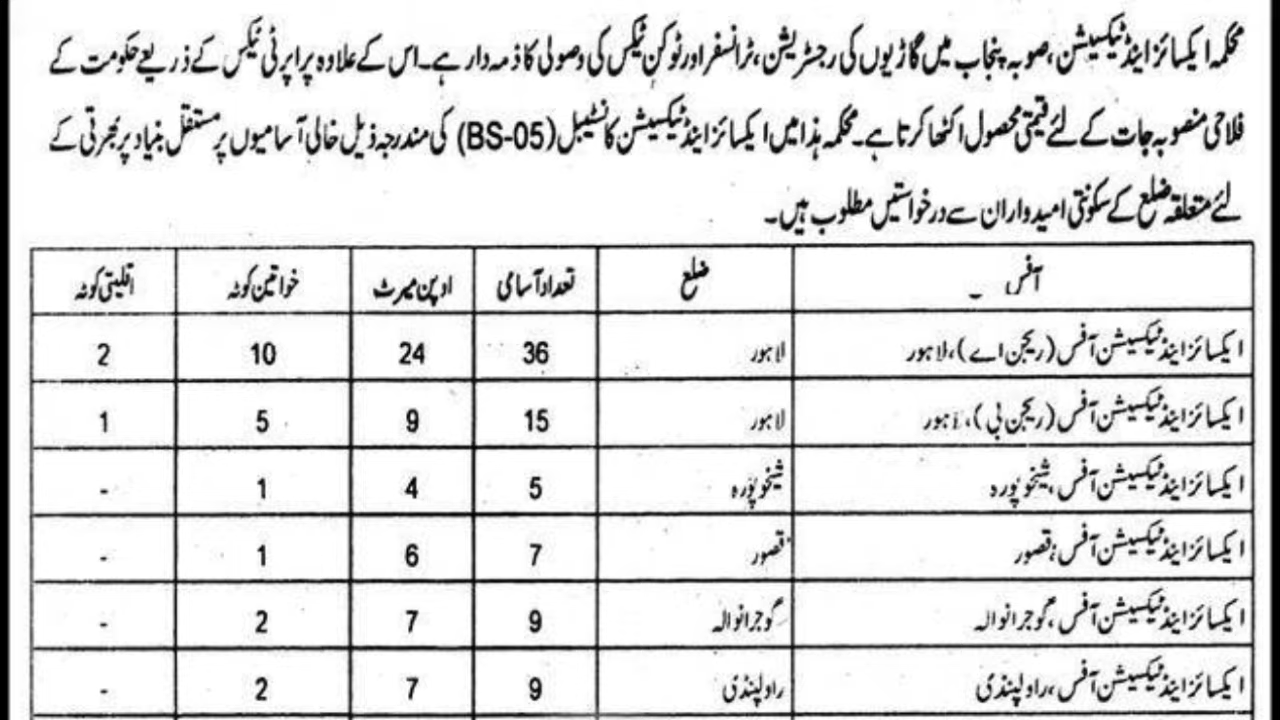 محکمہ ایکسائز اینڈ ٹیکسیشن، صوبہ پنجاب میں گاڑیوں کی رجسٹریشن، ٹرانسفر اور ٹوکن ٹیکس کی وصولی کا ذمہ دار ہے۔ اس کے علاوہ پراپرٹی ٹیکس کے ذریعے حکومت کے
فلاحی منصوبہ جات کے لئے قیمتی محصول اکٹھا کرتا ہے۔ محکمہ ہذا میں ایکسائز اینڈ ٹیکسیشن کانسٹیبل (BS-05) کی مندرجہ ذیل خالی آسامیوں پر مستقل بنیاد پر بھرتی کے
لئے متعلقہ ضلع کے سکونتی امیدواران سے درخواستیں مطلوب ہیں۔
آفس ضلع تعداد آسامی اوپن میرٹ خواتین کوٹہ اقلیتی کوٹہ
ایکسائز اینڈ ٹیکسیشن آفس (ریجن اے)، لاہور لاہور 36 24 10 2
ایکسائز اینڈ ٹیکسیشن آفس (ریجن بی)، لاہور لاہور 15 9 5 1
ایکسائز اینڈ ٹیکسیشن آفس، شیخوپورہ شیخوپورہ 5 4 1 -
ایکسائز اینڈ ٹیکسیشن آفس، قصور قصور 7 6 1 -
ایکسائز اینڈ ٹیکسیشن آفس، گوجرانوالہ گوجرانوالہ 9 7 2 -
ایکسائز اینڈ ٹیکسیشن آفس، راولپنڈی راولپنڈی 9 7 2 -